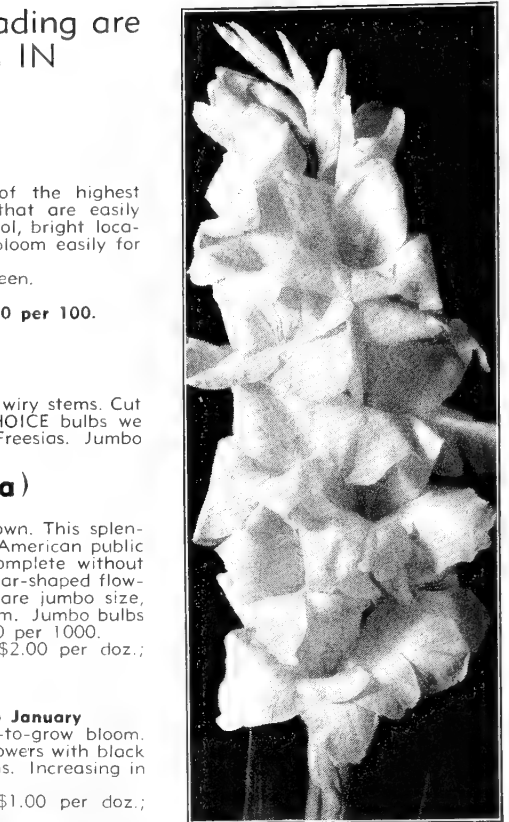 ading are
IN
of the highest
that are easily
ol, bright loca-
bloom easily for
een.
0 per 100.
wiry stems. Cut
HOICE bulbs we
Freesias. Jumbo
a)
own. This splen-
American public
omplete without
ar-shaped flow-
are jumbo size,
m. Jumbo bulbs
0 per 1000.
$2.00 per doz.;
January
-to-grow bloom.
owers with black
s. Increasing in
$1.00 per doz.;